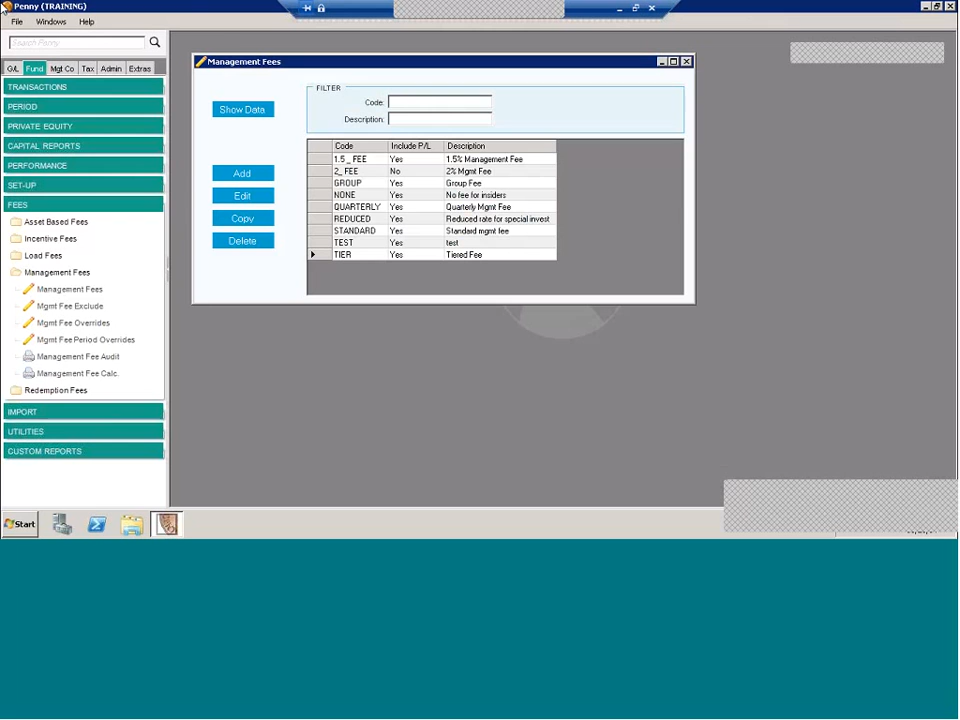 Penny (TRAINING)
File Windows Help
Search Penny
G/L Fund Mgt Co Tax Admin Extras
TRANSACTIONS
PERIOD
PRIVATE EQUITY
CAPITAL REPORTS
PERFORMANCE
SET-UP
FEES
Asset Based Fees
Incentive Fees
Load Fees
Management Fees
Management Fees
Mgmt Fee Exclude
Mgmt Fee Overrides
Mgmt Fee Period Overrides
Management Fee Audit
Management Fee Calc.
Redemption Fees
IMPORT
UTILITIES
CUSTOM REPORTS
Management Fees
Show Data
Add
Edit
Copy
Delete
FILTER
Code:
Description:
Code Include P/L Description
1.5_ FEE Yes 1.5% Management Fee
2_ FEE No 2% Mgmt Fee
GROUP Yes Group Fee
NONE Yes No fee for insiders
QUARTERLY Yes Quarterly Mgmt Fee
REDUCED Yes Reduced rate for special invest
STANDARD Yes Standard mgmt fee
TEST Yes test
TIER Yes Tiered Fee
Start